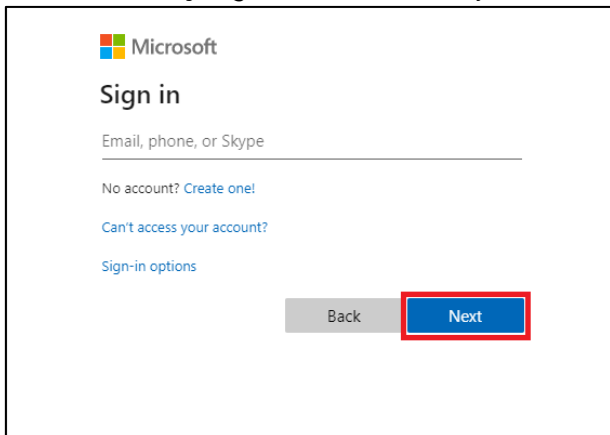 Microsoft
Sign in
Email, phone, or Skype
No account? Create one!
Can't access your account?
Sign-in options
Back Next